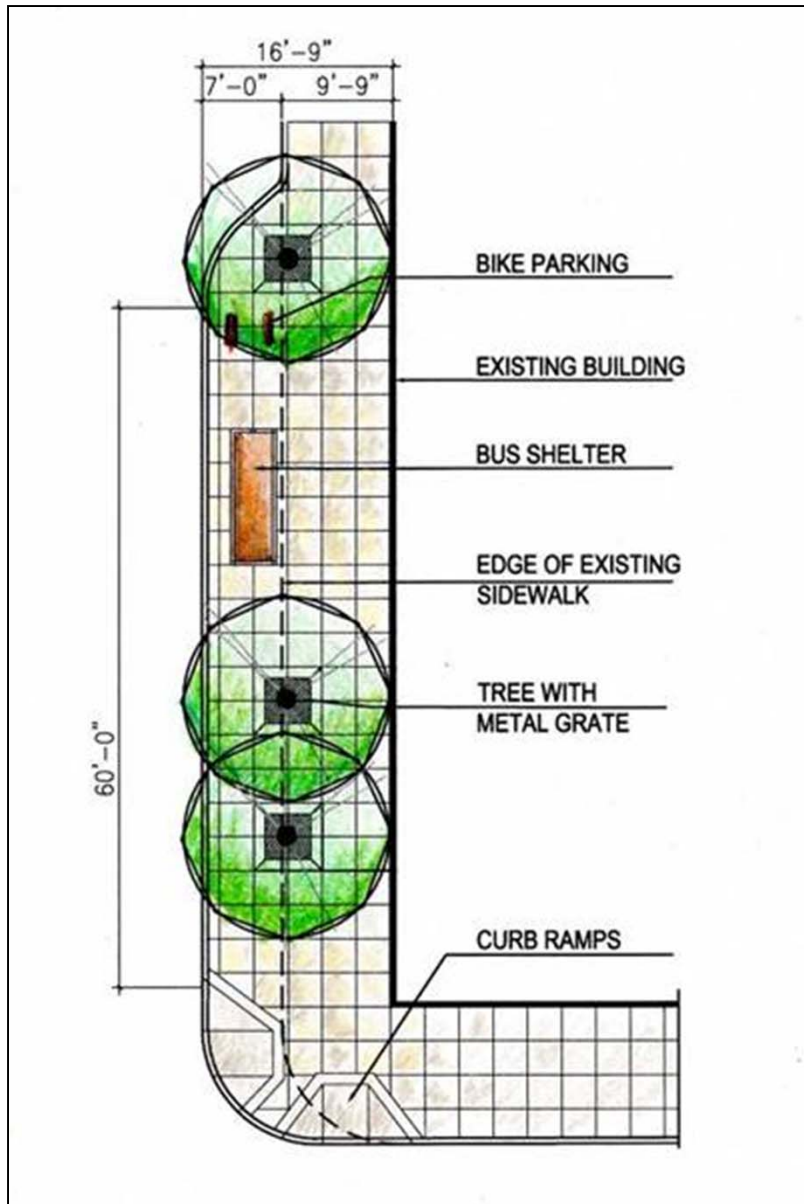 16'-9"
7'-0" 9'-9"
BIKE PARKING
EXISTING BUILDING
BUS SHELTER
EDGE OF EXISTING
SIDEWALK
TREE WITH
METAL GRATE
60'-0"
CURB RAMPS